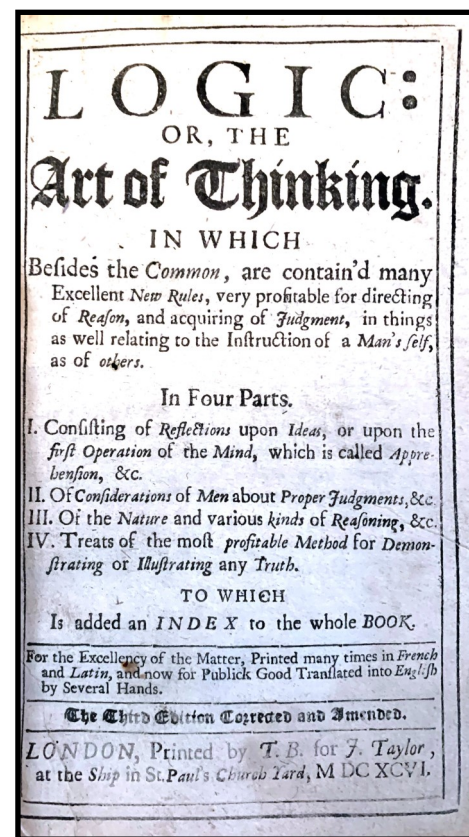 LOGIC:
OR, THE
Art of Thinking.
IN WHICH
Beſides the Common, are contain'd many
Excellent New Rules, very profitable for directing
of Reaſon, and acquiring of Judgment, in things
as well relating to the Inſtruction of a Man's ſelf,
as of others.
In Four Parts.
I. Conſiſting of Reflections upon Ideas, or upon the
firſt Operation of the Mind, which is called Appre-
henſion, &c.
II. Of Conſiderations of Men about Proper Judgments, &c.
III. Of the Nature and various kinds of Reaſoning, &c.
IV. Treats of the moſt profitable Method for Demon-
ſtrating or Illuſtrating any Truth.
TO WHICH
Is added an INDEX to the whole BOOK.
For the Excellency of the Matter, Printed many times in French
and Latin, and now for Publick Good Tranſlated into Engliſh
by Several Hands.
The Third Edition Corrected and Amended.
LONDON, Printed by T. B. for J. Taylor,
at the Ship in St. Paul's Church Yard, M DC XCVI.